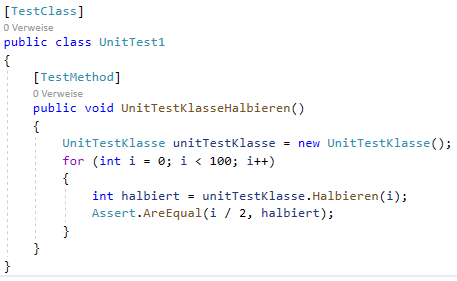 [TestClass]
0 Verweise
public class UnitTest1
{
[TestMethod]
0 Verweise
public void UnitTestKlasseHalbieren()
{
UnitTestKlasse unitTestKlasse = new UnitTestKlasse();
for (int i = 0; i < 100; i++)
{
int halbiert = unitTestKlasse.Halbieren(i);
Assert.AreEqual(i / 2, halbiert);
}
}
}